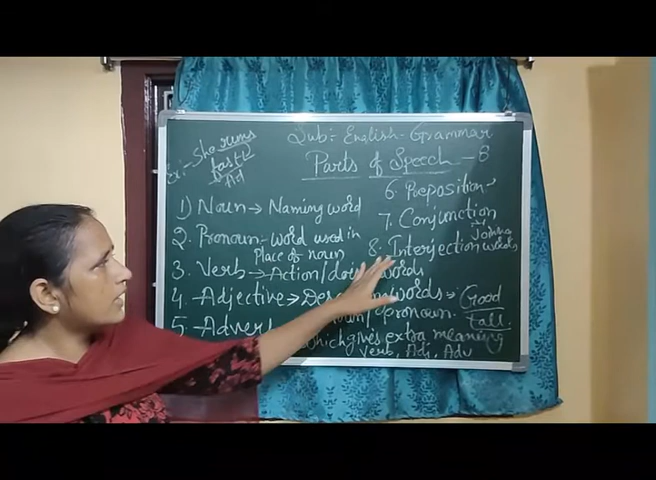 Sub:- English - Grammar
Parts of Speech - 8
Ex:- She runs
fast
1) Noun → Naming word
2. Pronoun - word used in
Place of noun
3. Verb → Action/ words
4. Adjective → words → Good
tall
noun/pronoun.
5. Adverb
which gives extra meaning
Verb, Adj, Adv
6. Preposition →
7. Conjunction
Joining
words
8. Interjection